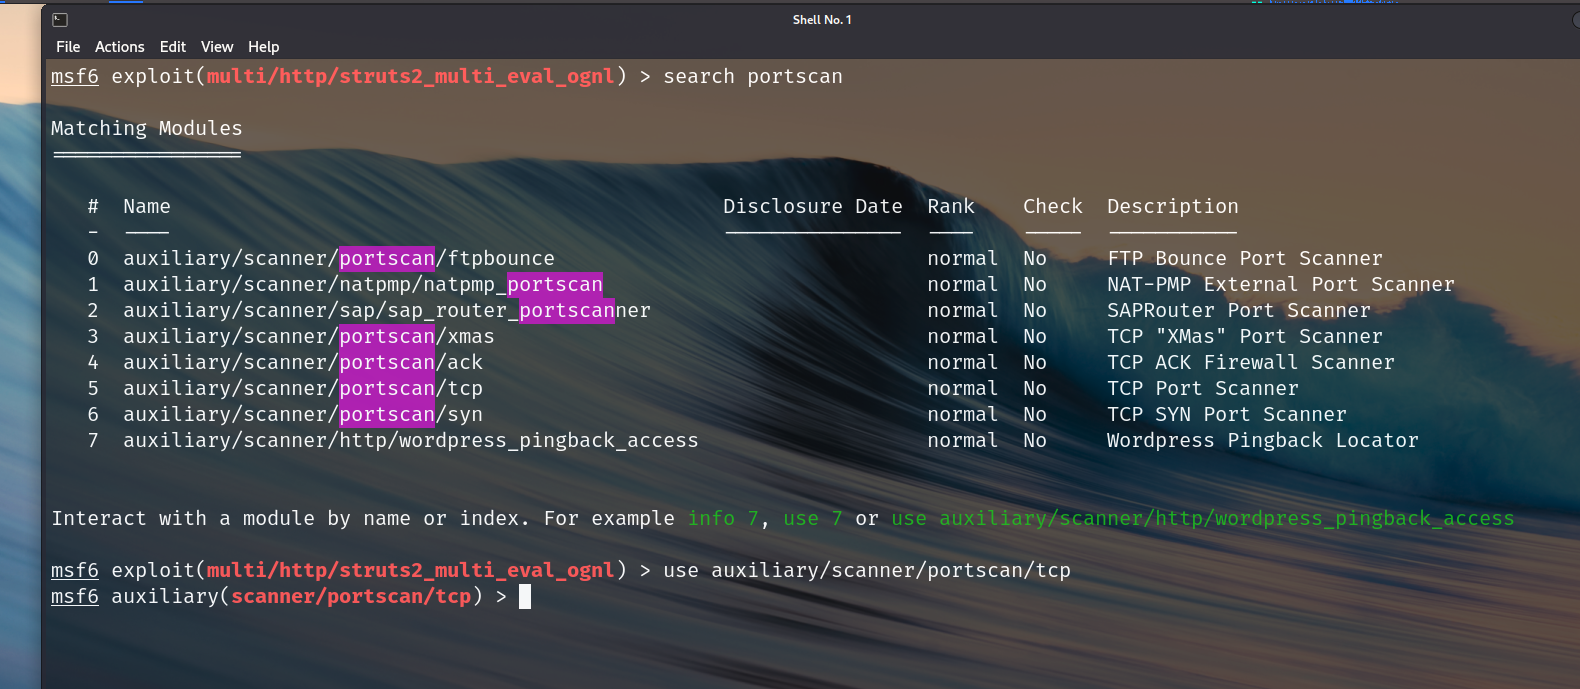 Shell No. 1
File Actions Edit View Help
msf6 exploit(multi/http/struts2_multi_eval_ognl) > search portscan
Matching Modules
================
# Name Disclosure Date Rank Check Description
- ---- --------------- ---- ----- -----------
0 auxiliary/scanner/portscan/ftpbounce normal No FTP Bounce Port Scanner
1 auxiliary/scanner/natpmp/natpmp_portscan normal No NAT-PMP External Port Scanner
2 auxiliary/scanner/sap/sap_router_portscanner normal No SAPRouter Port Scanner
3 auxiliary/scanner/portscan/xmas normal No TCP "XMas" Port Scanner
4 auxiliary/scanner/portscan/ack normal No TCP ACK Firewall Scanner
5 auxiliary/scanner/portscan/tcp normal No TCP Port Scanner
6 auxiliary/scanner/portscan/syn normal No TCP SYN Port Scanner
7 auxiliary/scanner/http/wordpress_pingback_access normal No Wordpress Pingback Locator
Interact with a module by name or index. For example info 7, use 7 or use auxiliary/scanner/http/wordpress_pingback_access
msf6 exploit(multi/http/struts2_multi_eval_ognl) > use auxiliary/scanner/portscan/tcp
msf6 auxiliary(scanner/portscan/tcp) >